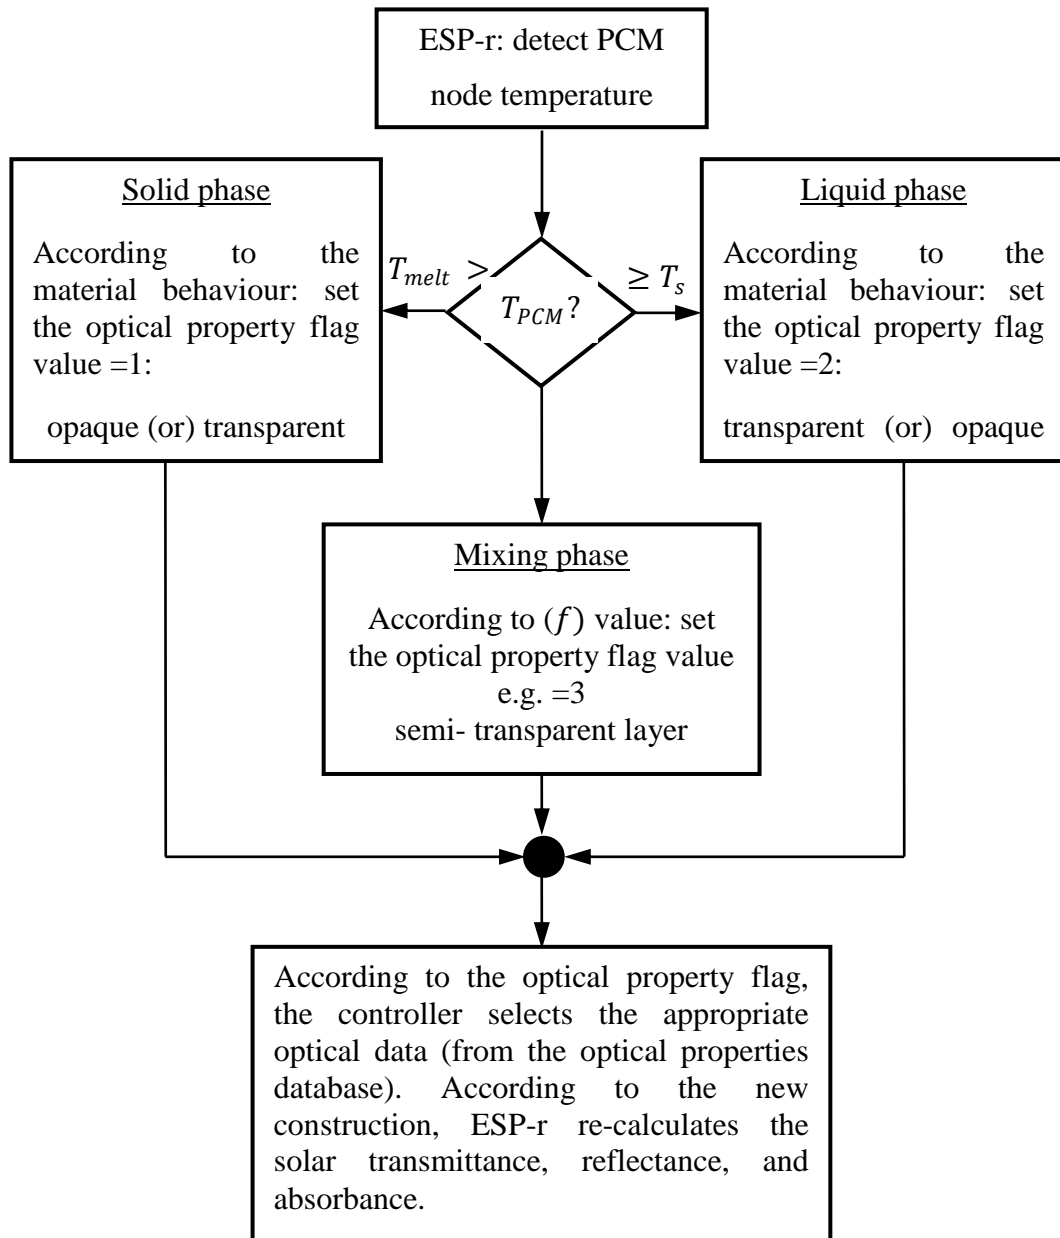 ESP-r: detect PCM
node temperature
Solid phase
According to the
material behaviour: set
the optical property flag
value =1:
opaque (or) transparent
T_melt >
T_PCM?
≥ T_s
Liquid phase
According to the
material behaviour: set
the optical property flag
value =2:
transparent (or) opaque
Mixing phase
According to (f) value: set
the optical property flag value
e.g. =3
semi- transparent layer
According to the optical property flag,
the controller selects the appropriate
optical data (from the optical properties
database). According to the new
construction, ESP-r re-calculates the
solar transmittance, reflectance, and
absorbance.